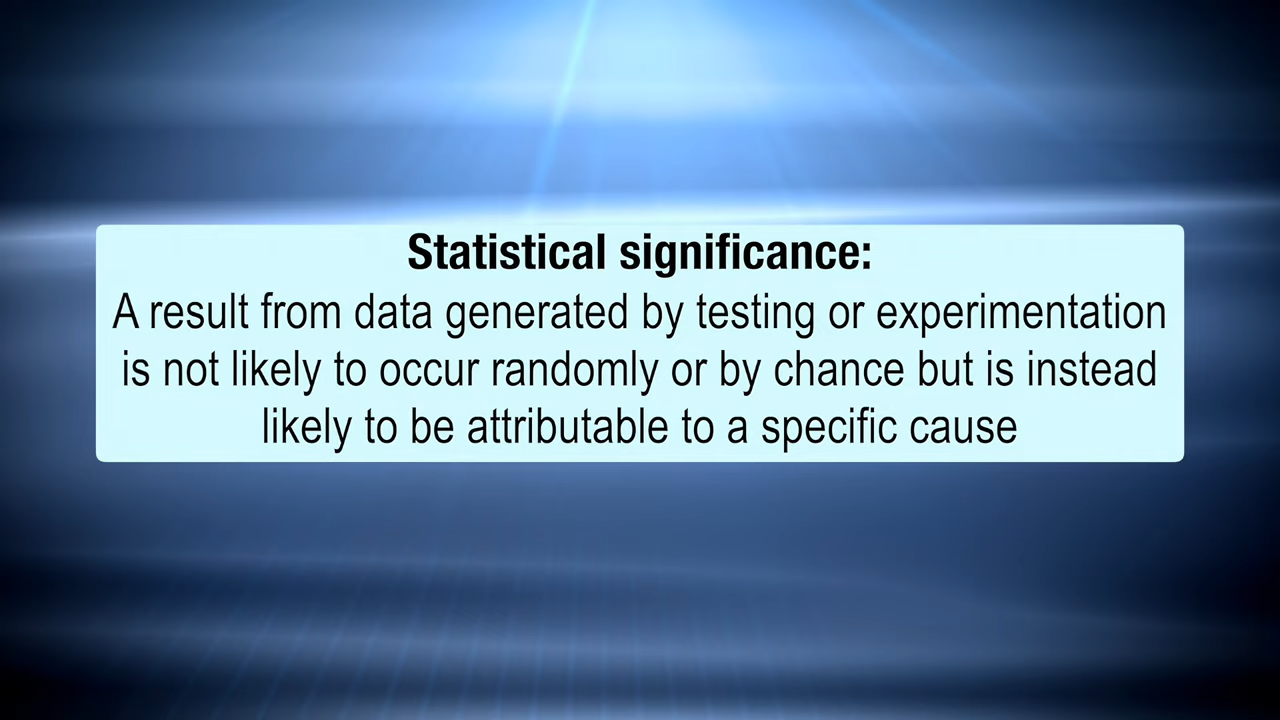 Statistical significance:
A result from data generated by testing or experimentation
is not likely to occur randomly or by chance but is instead
likely to be attributable to a specific cause